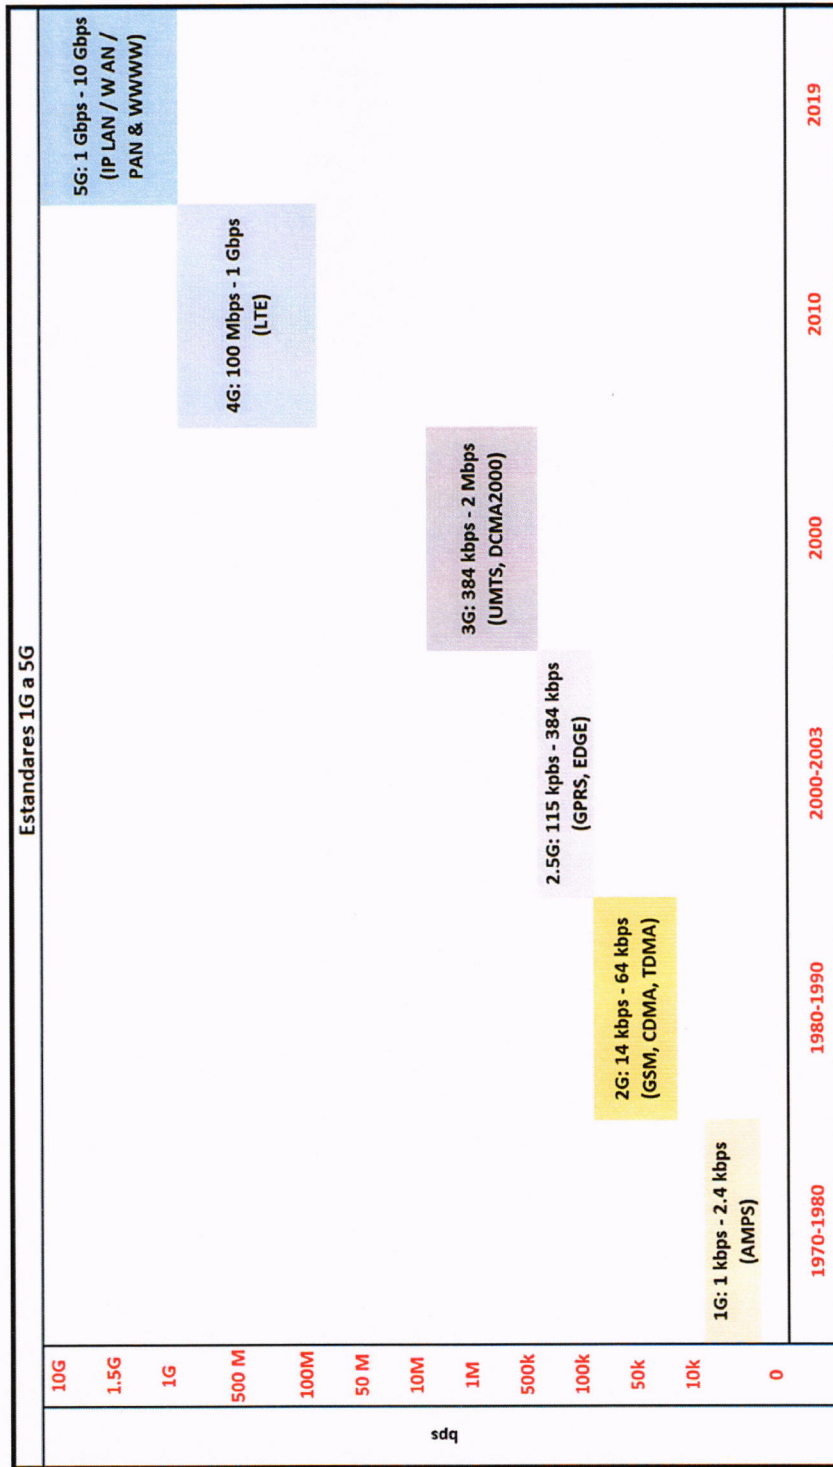 Estandares 1G a 5G
bps
10G
1.5G
1G
500 M
100M
50 M
10M
1M
500k
100k
50k
10k
0
1G: 1 kbps - 2.4 kbps
(AMPS)
2G: 14 kbps - 64 kbps
(GSM, CDMA, TDMA)
2.5G: 115 kpbs - 384 kbps
(GPRS, EDGE)
3G: 384 kbps - 2 Mbps
(UMTS, DCMA2000)
4G: 100 Mbps - 1 Gbps
(LTE)
5G: 1 Gbps - 10 Gbps
(IP LAN / W AN /
PAN & WWWW)
1970-1980
1980-1990
2000-2003
2000
2010
2019